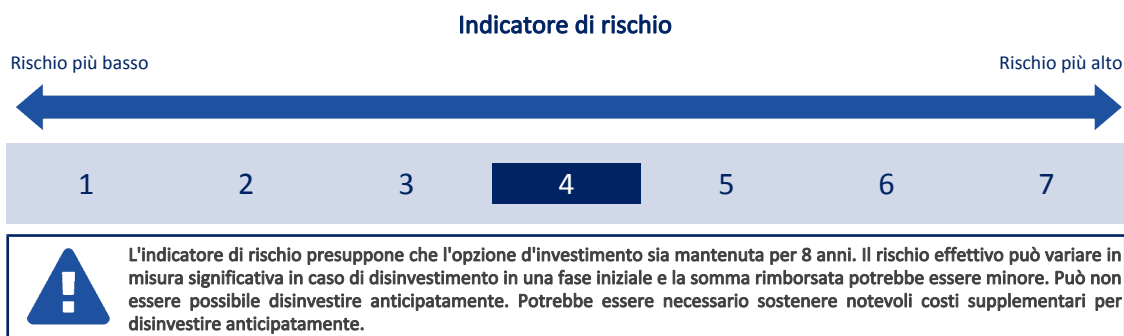 Indicatore di rischio
Rischio più basso
Rischio più alto
1 2 3 4 5 6 7
L'indicatore di rischio presuppone che l'opzione d'investimento sia mantenuta per 8 anni. Il rischio effettivo può variare in
misura significativa in caso di disinvestimento in una fase iniziale e la somma rimborsata potrebbe essere minore. Può non
essere possibile disinvestire anticipatamente. Potrebbe essere necessario sostenere notevoli costi supplementari per
disinvestire anticipatamente.